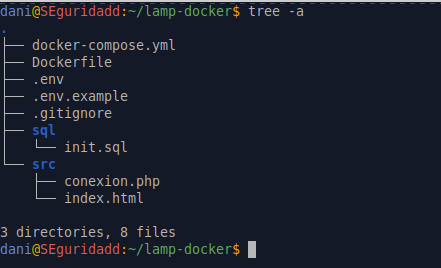 dani@SEguridadd:~/lamp-docker$ tree -a
.
├── docker-compose.yml
├── Dockerfile
├── .env
├── .env.example
├── .gitignore
├── sql
│   └── init.sql
└── src
    ├── conexion.php
    └── index.html

3 directories, 8 files
dani@SEguridadd:~/lamp-docker$